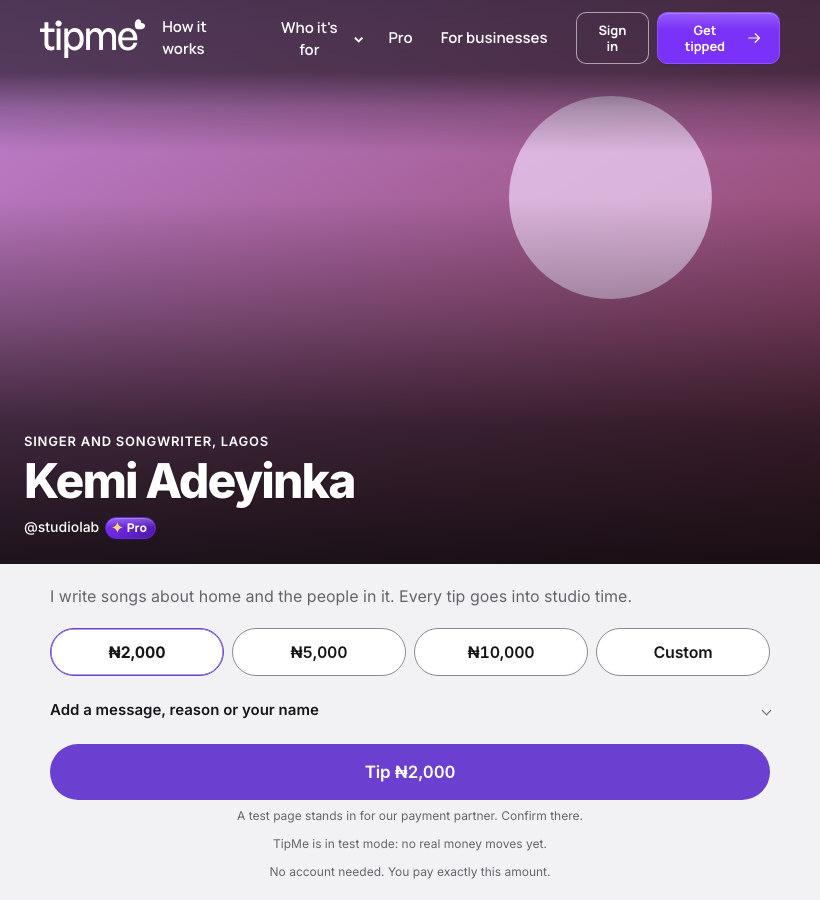 tipme
How it works
Who it's for
Pro
For businesses
Sign in
Get tipped
SINGER AND SONGWRITER, LAGOS
Kemi Adeyinka
@studiolab Pro
I write songs about home and the people in it. Every tip goes into studio time.
₦2,000
₦5,000
₦10,000
Custom
Add a message, reason or your name
Tip ₦2,000
A test page stands in for our payment partner. Confirm there.
TipMe is in test mode: no real money moves yet.
No account needed. You pay exactly this amount.